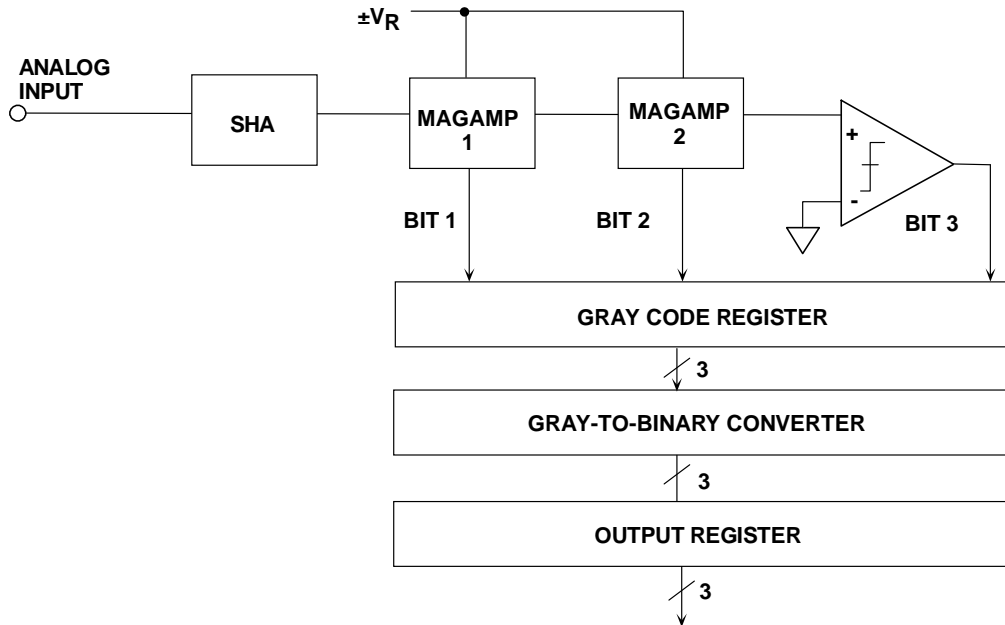 ±VR
ANALOG
INPUT
SHA
MAGAMP
1
MAGAMP
2
+
-
BIT 1
BIT 2
BIT 3
GRAY CODE REGISTER
3
GRAY-TO-BINARY CONVERTER
3
OUTPUT REGISTER
3